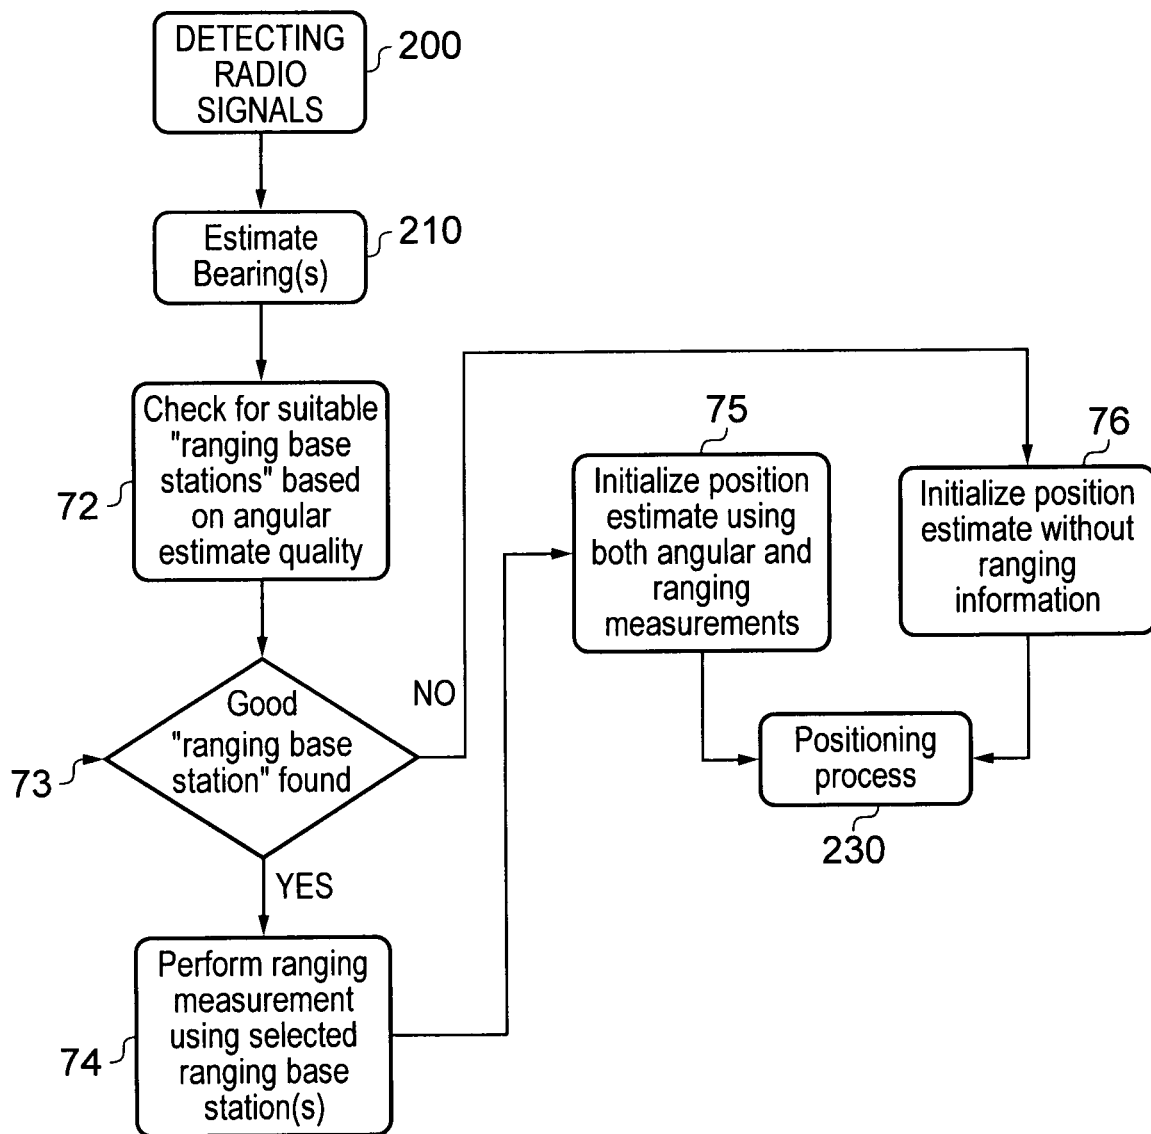 DETECTING
RADIO
SIGNALS
200
Estimate
Bearing(s)
210
Check for suitable
"ranging base
stations" based
on angular
estimate quality
72
Good
"ranging base
station" found
73
NO
YES
Perform ranging
measurement
using selected
ranging base
station(s)
74
75
Initialize position
estimate using
both angular and
ranging
measurements
76
Initialize position
estimate without
ranging
information
Positioning
process
230